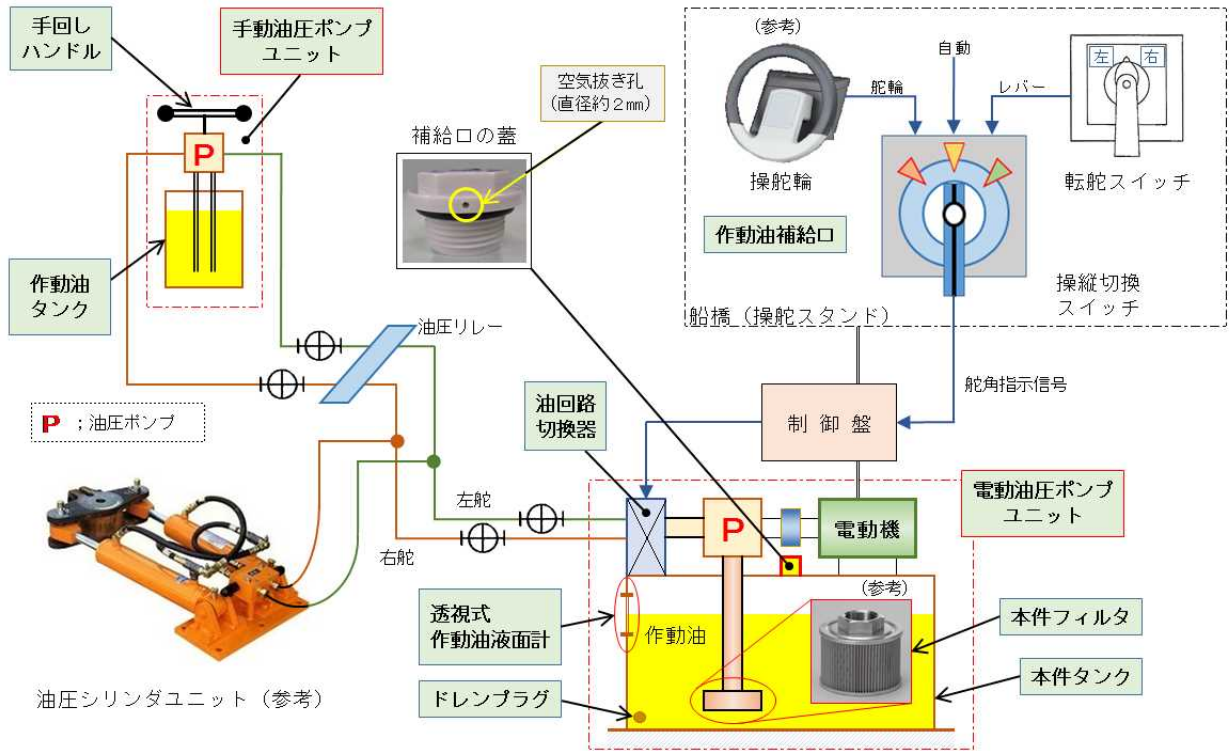 手回し
ハンドル
手動油圧ポンプ
ユニット
空気抜き孔
(直径約2mm)
補給口の蓋
(参考)
自動
左
右
舵輪
レバー
P
操舵輪
転舵スイッチ
作動油補給口
操縦切換
スイッチ
作動油
タンク
船橋(操舵スタンド)
油圧リレー
舵角指示信号
P ;油圧ポンプ
油回路
切換器
制御盤
左舵
右舵
P
電動機
電動油圧ポンプ
ユニット
(参考)
透視式
作動油液面計
作動油
本件フィルタ
本件タンク
ドレンプラグ
油圧シリンダユニット(参考)